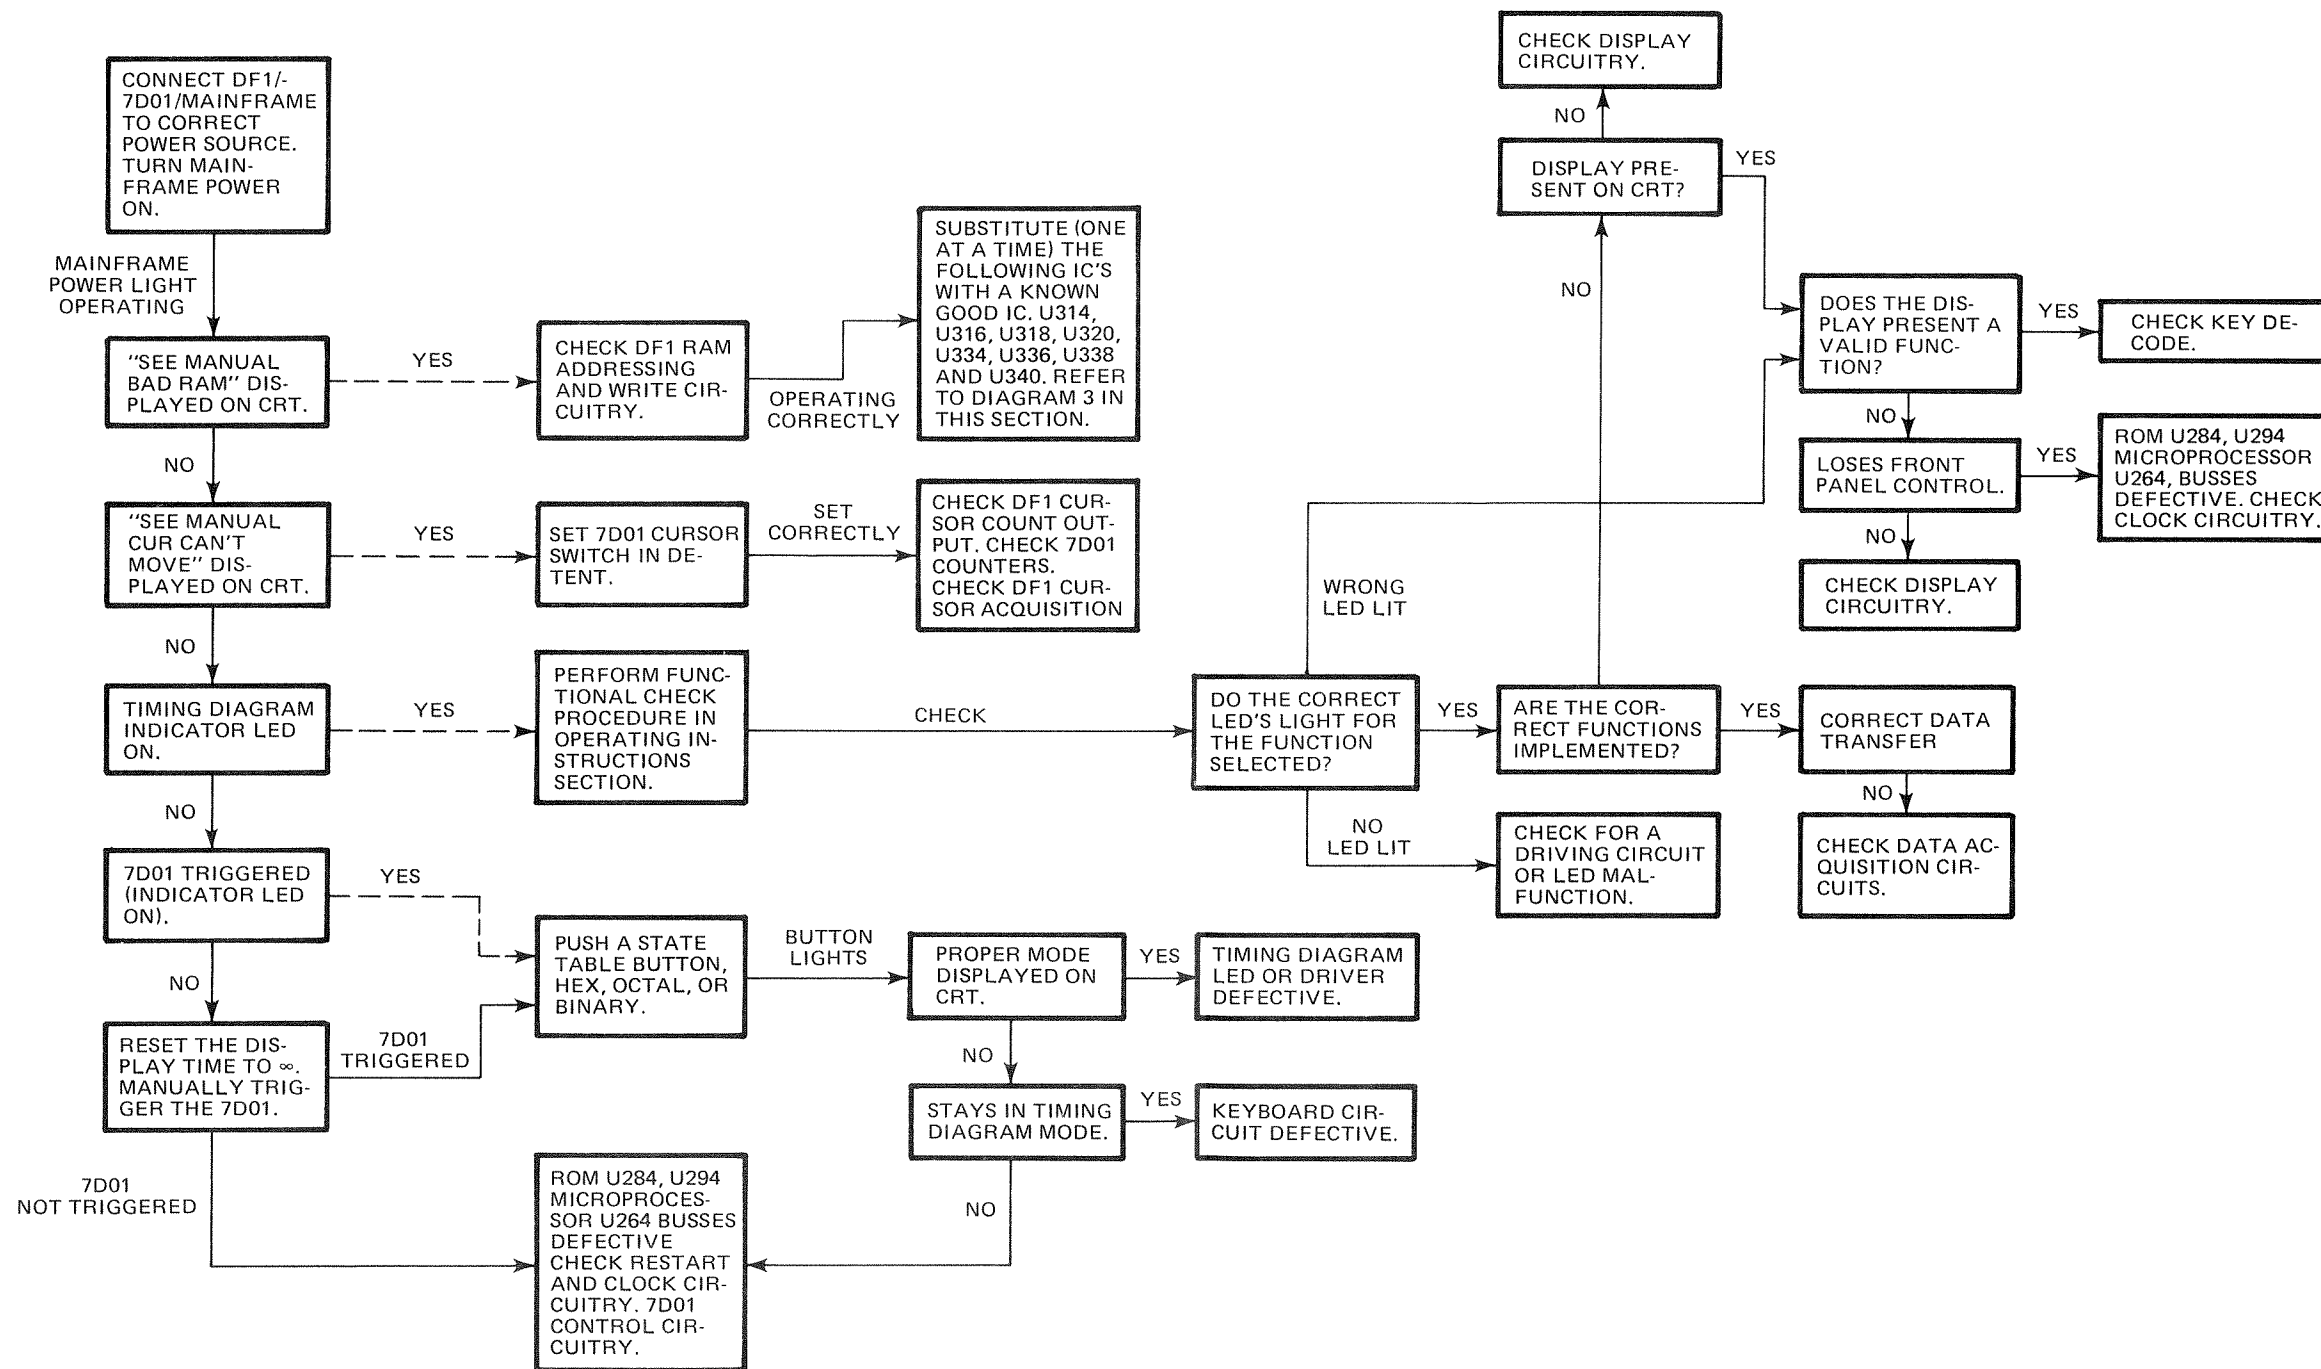 CONNECT DF1/-
7D01/MAINFRAME
TO CORRECT
POWER SOURCE.
TURN MAIN-
FRAME POWER
ON.
MAINFRAME
POWER LIGHT
OPERATING
"SEE MANUAL
BAD RAM" DIS-
PLAYED ON CRT.
YES
CHECK DF1 RAM
ADDRESSING
AND WRITE CIR-
CUITRY.
OPERATING
CORRECTLY
SUBSTITUTE (ONE
AT A TIME) THE
FOLLOWING IC'S
WITH A KNOWN
GOOD IC. U314,
U316, U318, U320,
U334, U336, U338
AND U340. REFER
TO DIAGRAM 3 IN
THIS SECTION.
NO
"SEE MANUAL
CUR CAN'T
MOVE" DIS-
PLAYED ON CRT.
YES
SET 7D01 CURSOR
SWITCH IN DE-
TENT.
SET
CORRECTLY
CHECK DF1 CUR-
SOR COUNT OUT-
PUT. CHECK 7D01
COUNTERS.
CHECK DF1 CUR-
SOR ACQUISITION
NO
TIMING DIAGRAM
INDICATOR LED
ON.
YES
PERFORM FUNC-
TIONAL CHECK
PROCEDURE IN
OPERATING IN-
STRUCTIONS
SECTION.
CHECK
DO THE CORRECT
LED'S LIGHT FOR
THE FUNCTION
SELECTED?
YES
ARE THE COR-
RECT FUNCTIONS
IMPLEMENTED?
YES
CORRECT DATA
TRANSFER
NO
CHECK DATA AC-
QUISITION CIR-
CUITS.
NO
LED LIT
CHECK FOR A
DRIVING CIRCUIT
OR LED MAL-
FUNCTION.
WRONG
LED LIT
NO
DISPLAY PRE-
SENT ON CRT?
NO
CHECK DISPLAY
CIRCUITRY.
YES
DOES THE DIS-
PLAY PRESENT A
VALID FUNC-
TION?
YES
CHECK KEY DE-
CODE.
NO
LOSES FRONT
PANEL CONTROL.
YES
ROM U284, U294
MICROPROCESSOR
U264, BUSSES
DEFECTIVE. CHECK
CLOCK CIRCUITRY.
NO
CHECK DISPLAY
CIRCUITRY.
NO
7D01 TRIGGERED
(INDICATOR LED
ON).
YES
PUSH A STATE
TABLE BUTTON,
HEX, OCTAL, OR
BINARY.
BUTTON
LIGHTS
PROPER MODE
DISPLAYED ON
CRT.
YES
TIMING DIAGRAM
LED OR DRIVER
DEFECTIVE.
NO
STAYS IN TIMING
DIAGRAM MODE.
YES
KEYBOARD CIR-
CUIT DEFECTIVE.
NO
NO
RESET THE DIS-
PLAY TIME TO ∞.
MANUALLY TRIG-
GER THE 7D01.
7D01
TRIGGERED
7D01
NOT TRIGGERED
ROM U284, U294
MICROPROCES-
SOR U264 BUSSES
DEFECTIVE
CHECK RESTART
AND CLOCK CIR-
CUITRY. 7D01
CONTROL CIR-
CUITRY.